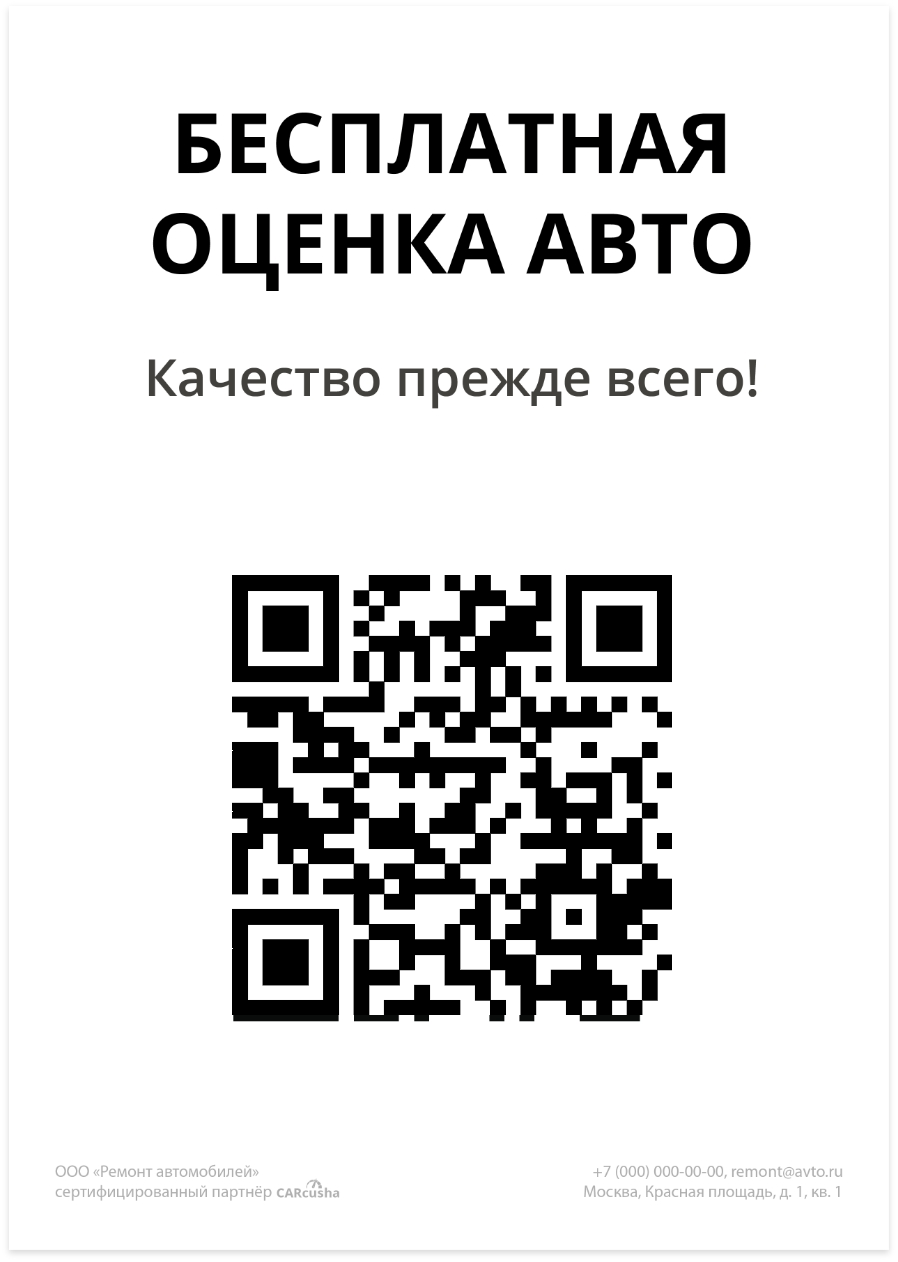 БЕСПЛАТНАЯ
ОЦЕНКА АВТО
Качество прежде всего!
ООО «Ремонт автомобилей»
сертифицированный партнёр CARcusha
+7 (000) 000-00-00, remont@avto.ru
Москва, Красная площадь, д. 1, кв. 1